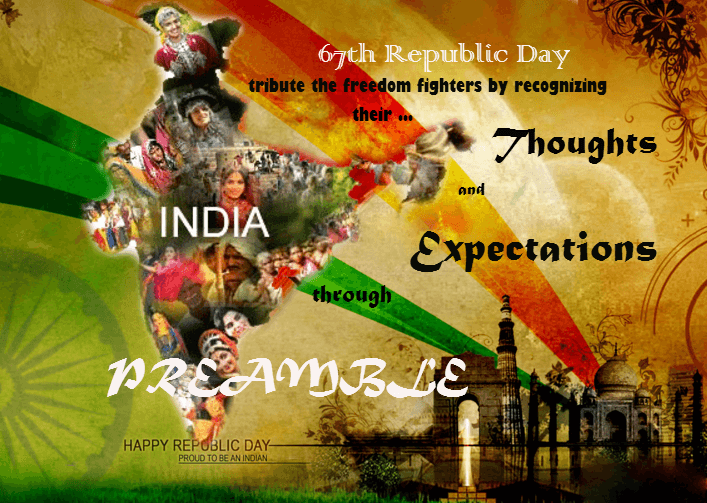 67th Republic Day
tribute the freedom fighters by recognizing
their ...
Thoughts
and
Expectations
through
INDIA
PREAMBLE
HAPPY REPUBLIC DAY
PROUD TO BE AN INDIAN